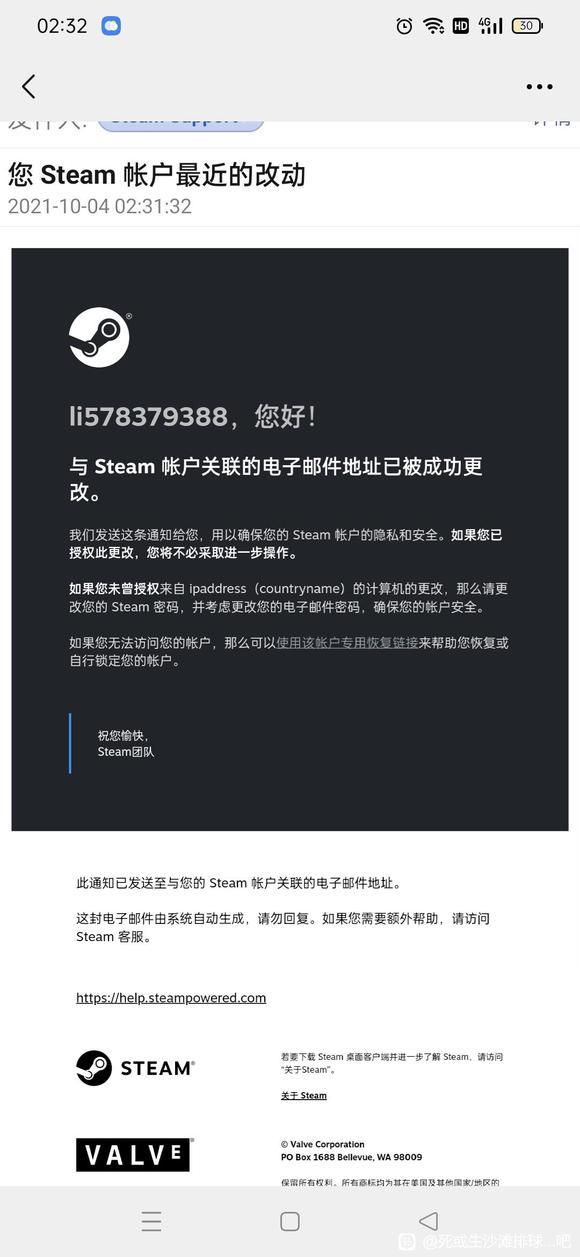 02:32
HD
4G
30
发件人:
Steam Support
详情
您 Steam 帐户最近的改动
2021-10-04 02:31:32
li578379388，您好！
与 Steam 帐户关联的电子邮件地址已被成功更
改。
我们发送这条通知给您，用以确保您的 Steam 帐户的隐私和安全。如果您已
授权此更改，您将不必采取进一步操作。
如果您未曾授权来自 ipaddress（countryname）的计算机的更改，那么请更
改您的 Steam 密码，并考虑更改您的电子邮件密码，确保您的帐户安全。
如果您无法访问您的帐户，那么可以使用该帐户专用恢复链接来帮助您恢复或
自行锁定您的帐户。
祝您愉快，
Steam团队
此通知已发送至与您的 Steam 帐户关联的电子邮件地址。
这封电子邮件由系统自动生成，请勿回复。如果您需要额外帮助，请访问
Steam 客服。
https://help.steampowered.com
STEAM®
若要下载 Steam 桌面客户端并进一步了解 Steam，请访问
“关于Steam”。
关于 Steam
VALVE®
© Valve Corporation
PO Box 1688 Bellevue, WA 98009
保留所有权利。所有商标均为其在美国及其他国家/地区的
@死或生沙滩排球...吧